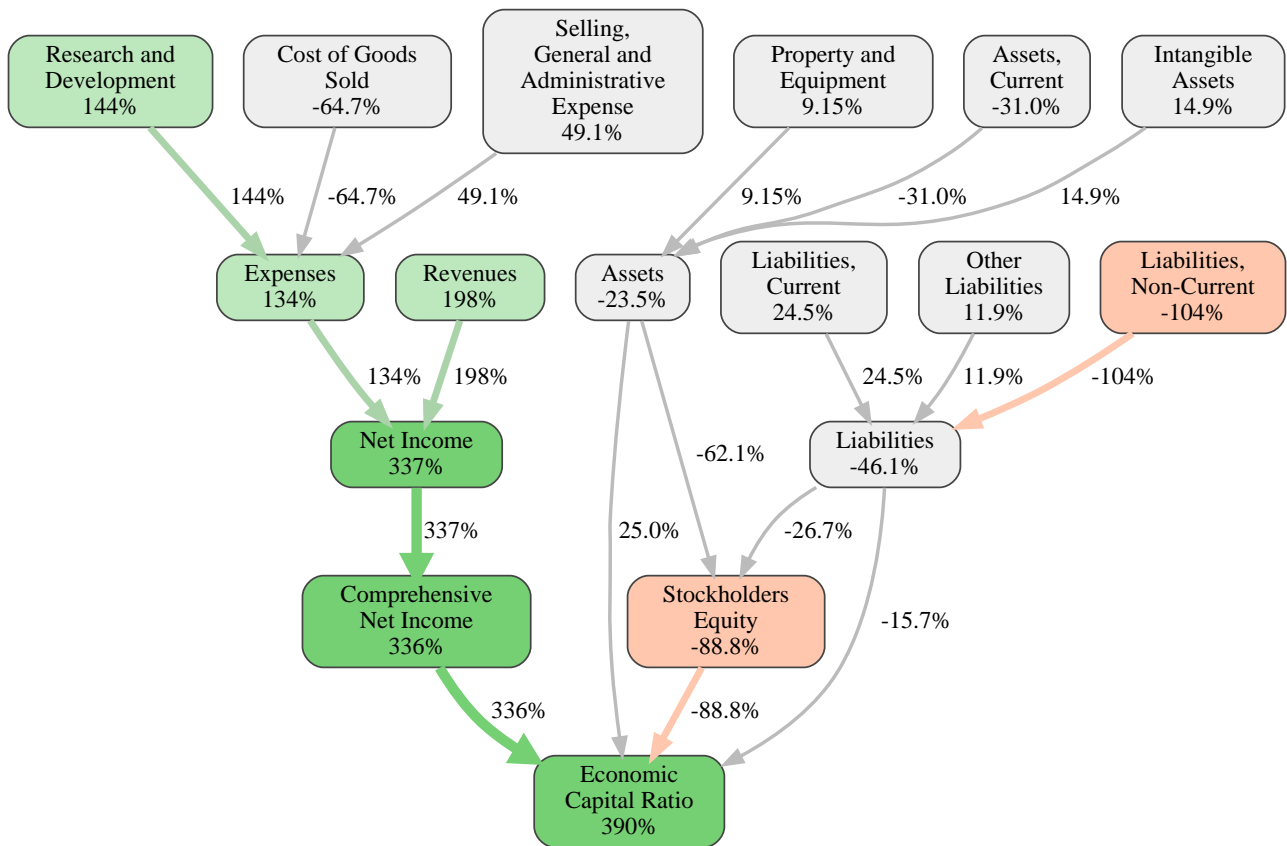 Research and
Development
144%
Cost of Goods
Sold
-64.7%
Selling,
General and
Administrative
Expense
49.1%
Property and
Equipment
9.15%
Assets,
Current
-31.0%
Intangible
Assets
14.9%
144%
-64.7%
49.1%
9.15%
-31.0%
14.9%
Expenses
134%
Revenues
198%
Assets
-23.5%
Liabilities,
Current
24.5%
Other
Liabilities
11.9%
Liabilities,
Non-Current
-104%
134%
198%
24.5%
11.9%
-104%
Net Income
337%
-62.1%
Liabilities
-46.1%
337%
25.0%
-26.7%
Comprehensive
Net Income
336%
Stockholders
Equity
-88.8%
-15.7%
336%
-88.8%
Economic
Capital Ratio
390%